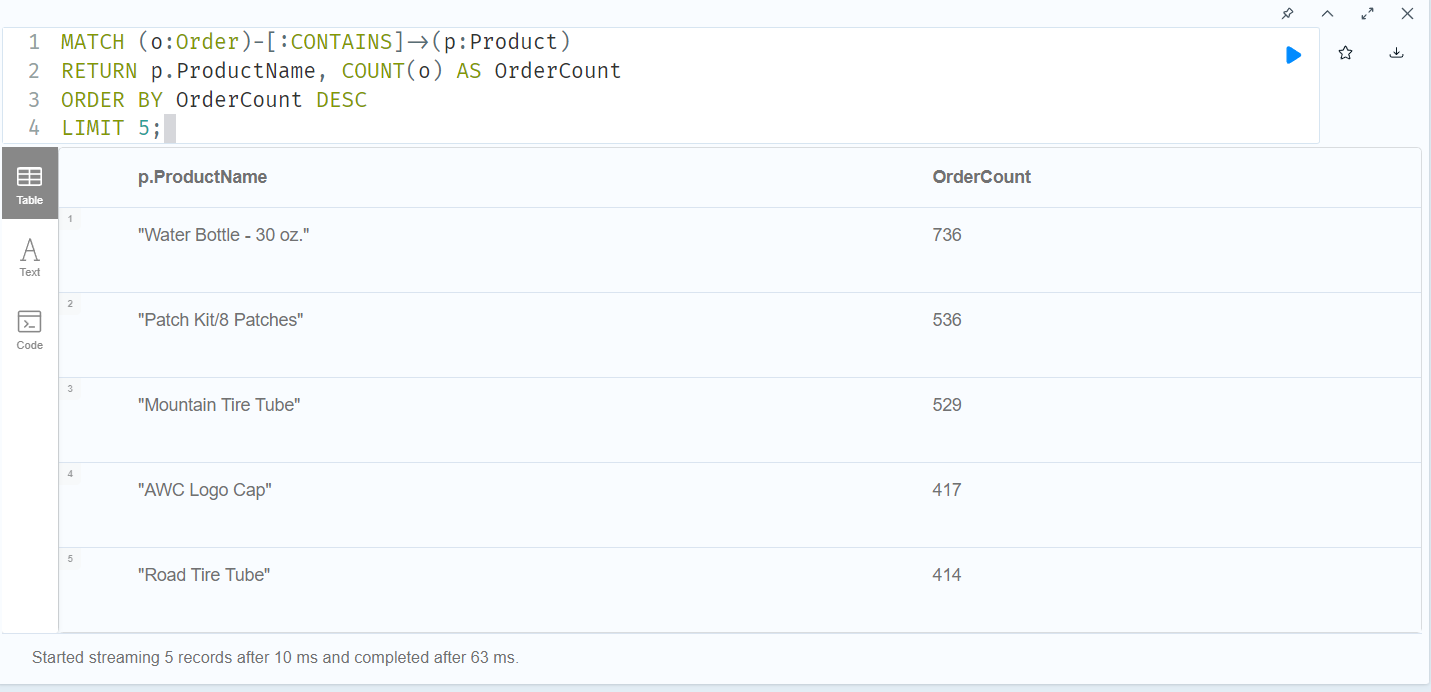 1 MATCH (o:Order)-[:CONTAINS]->(p:Product)
2 RETURN p.ProductName, COUNT(o) AS OrderCount
3 ORDER BY OrderCount DESC
4 LIMIT 5;
Table
Text
Code
p.ProductName OrderCount
1 "Water Bottle - 30 oz." 736
2 "Patch Kit/8 Patches" 536
3 "Mountain Tire Tube" 529
4 "AWC Logo Cap" 417
5 "Road Tire Tube" 414
Started streaming 5 records after 10 ms and completed after 63 ms.